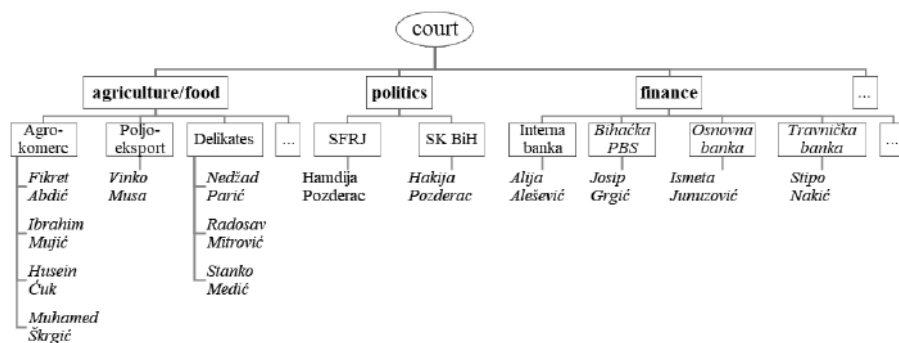 court
agriculture/food
politics
finance
...
Agro-
komerc
Poljo-
eksport
Delikates
...
SFRJ
SK BiH
Interna
banka
Bihaćka
PBS
Osnovna
banka
Travnička
banka
...
Fikret
Abdić
Ibrahim
Mujić
Husein
Ćuk
Muhamed
Škrgić
Vinko
Musa
Nedžad
Parić
Radosav
Mitrović
Stanko
Medić
Hamdija
Pozderac
Hakija
Pozderac
Alija
Alešević
Josip
Grgić
Ismeta
Junuzović
Stipo
Nakić